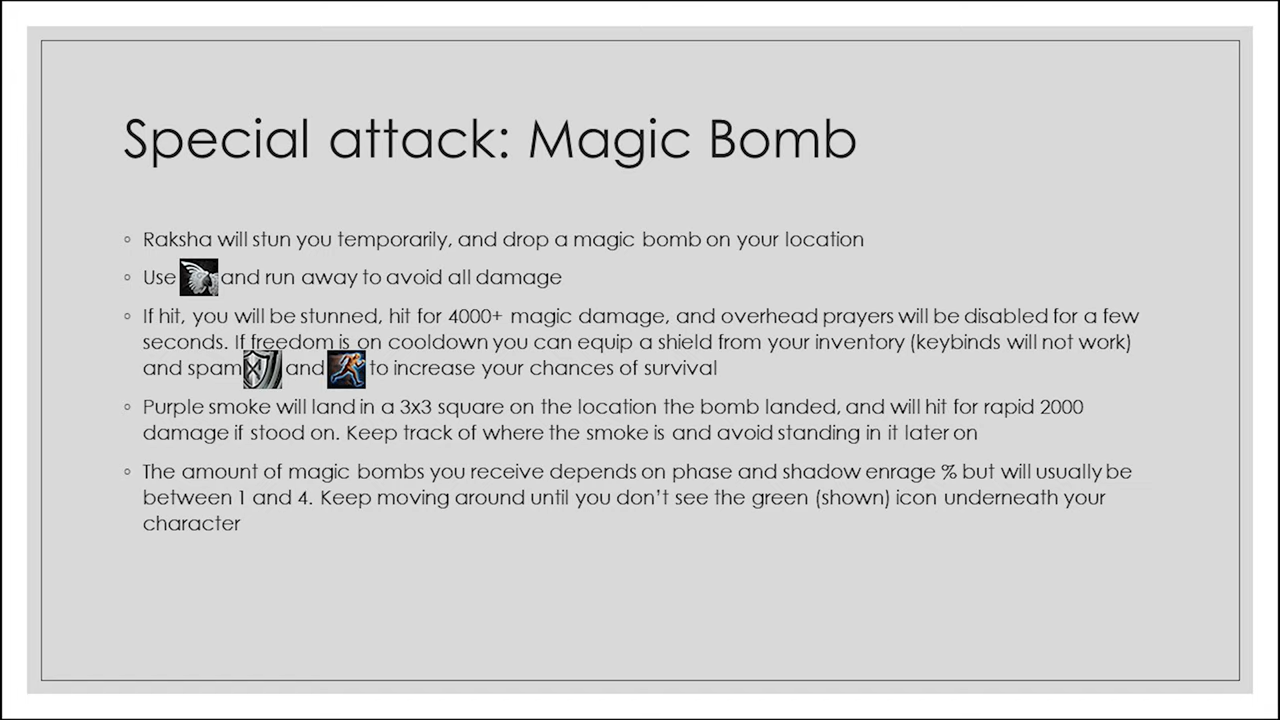 Special attack: Magic Bomb
◦ Raksha will stun you temporarily, and drop a magic bomb on your location
◦ Use and run away to avoid all damage
◦ If hit, you will be stunned, hit for 4000+ magic damage, and overhead prayers will be disabled for a few
seconds. If freedom is on cooldown you can equip a shield from your inventory (keybinds will not work)
and spam and to increase your chances of survival
◦ Purple smoke will land in a 3x3 square on the location the bomb landed, and will hit for rapid 2000
damage if stood on. Keep track of where the smoke is and avoid standing in it later on
◦ The amount of magic bombs you receive depends on phase and shadow enrage % but will usually be
between 1 and 4. Keep moving around until you don’t see the green (shown) icon underneath your
character